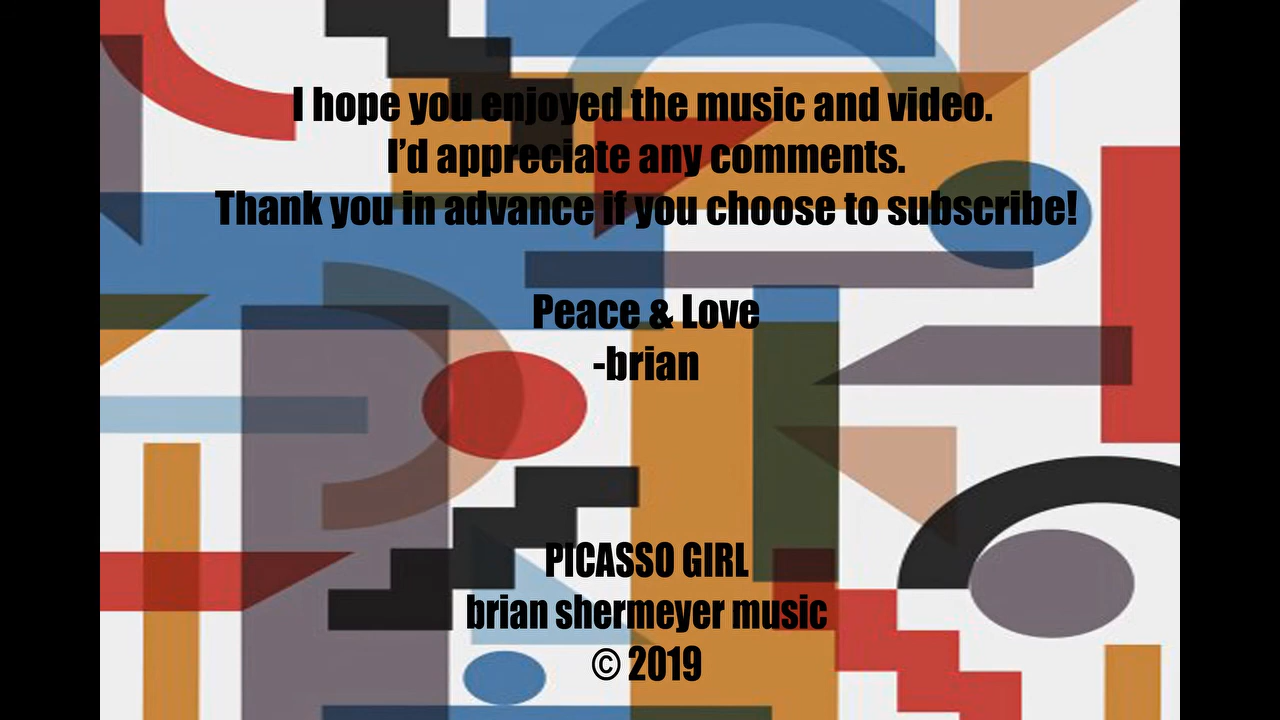 I hope you enjoyed the music and video.
I’d appreciate any comments.
Thank you in advance if you choose to subscribe!
Peace & Love
-brian
PICASSO GIRL
brian shermeyer music
© 2019